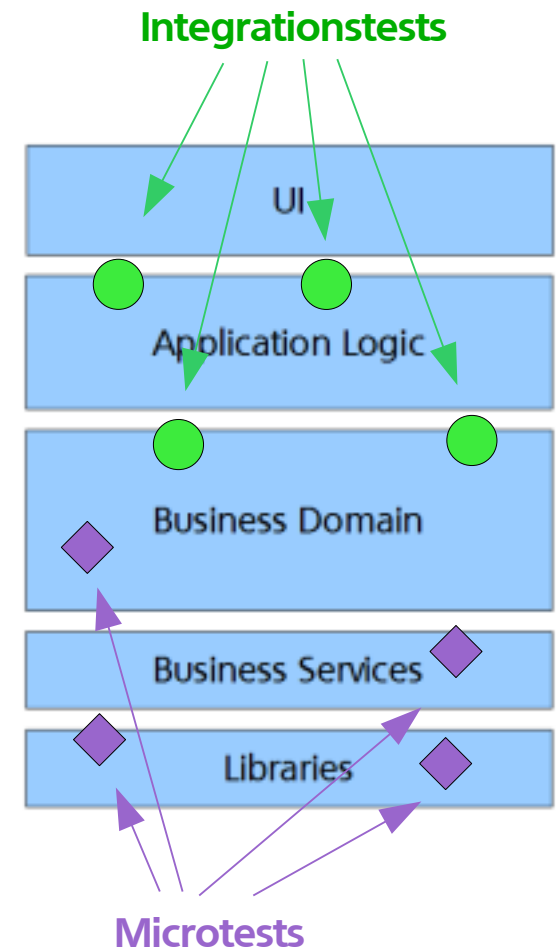 Integrationstests
UI
Application Logic
Business Domain
Business Services
Libraries
Microtests